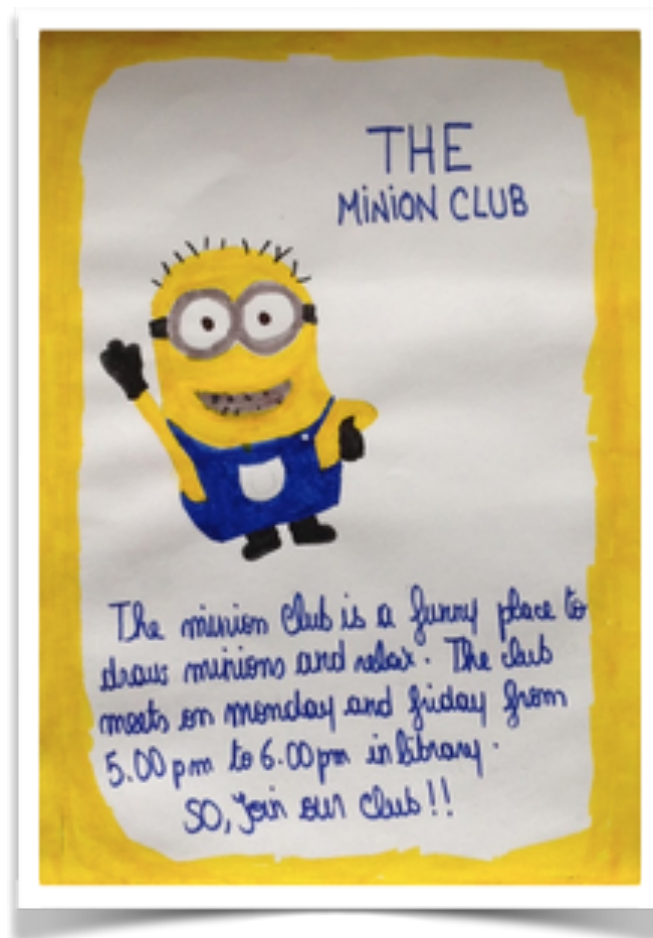 THE
MiNiON CLUB
The minion Club is a funny place to
draw minions and relax. The club
meets on monday and friday from
5.00 pm to 6.00 pm in library.
SO, Join our Club!!